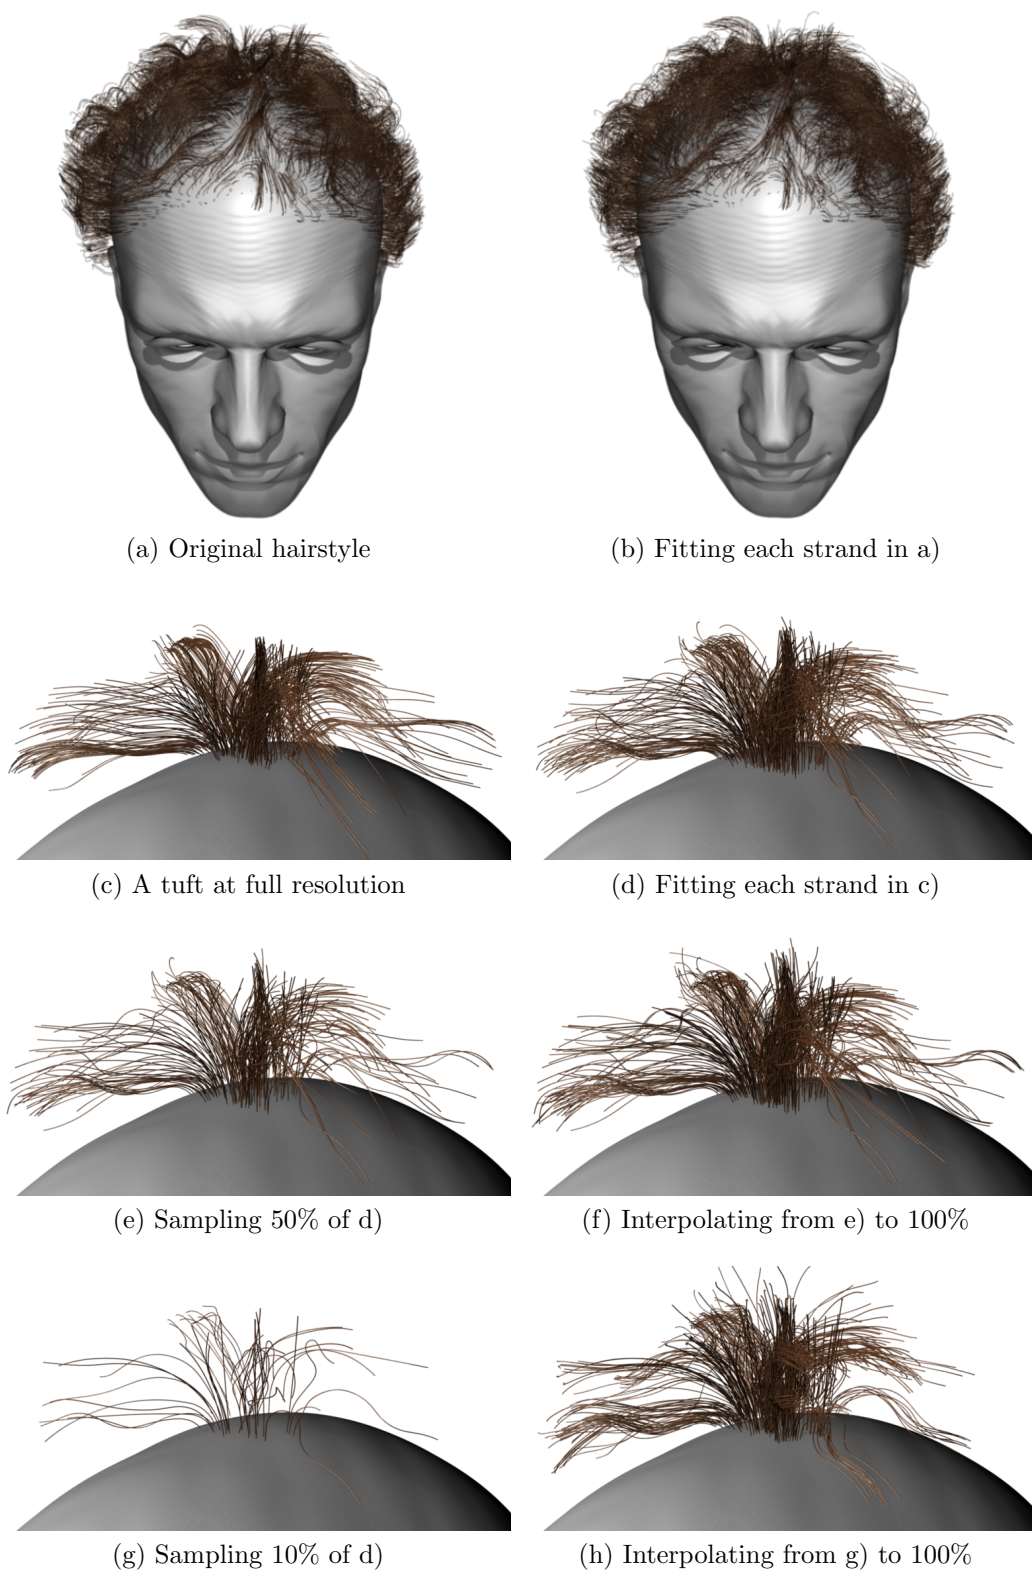 (a) Original hairstyle
(b) Fitting each strand in a)
(c) A tuft at full resolution
(d) Fitting each strand in c)
(e) Sampling 50% of d)
(f) Interpolating from e) to 100%
(g) Sampling 10% of d)
(h) Interpolating from g) to 100%